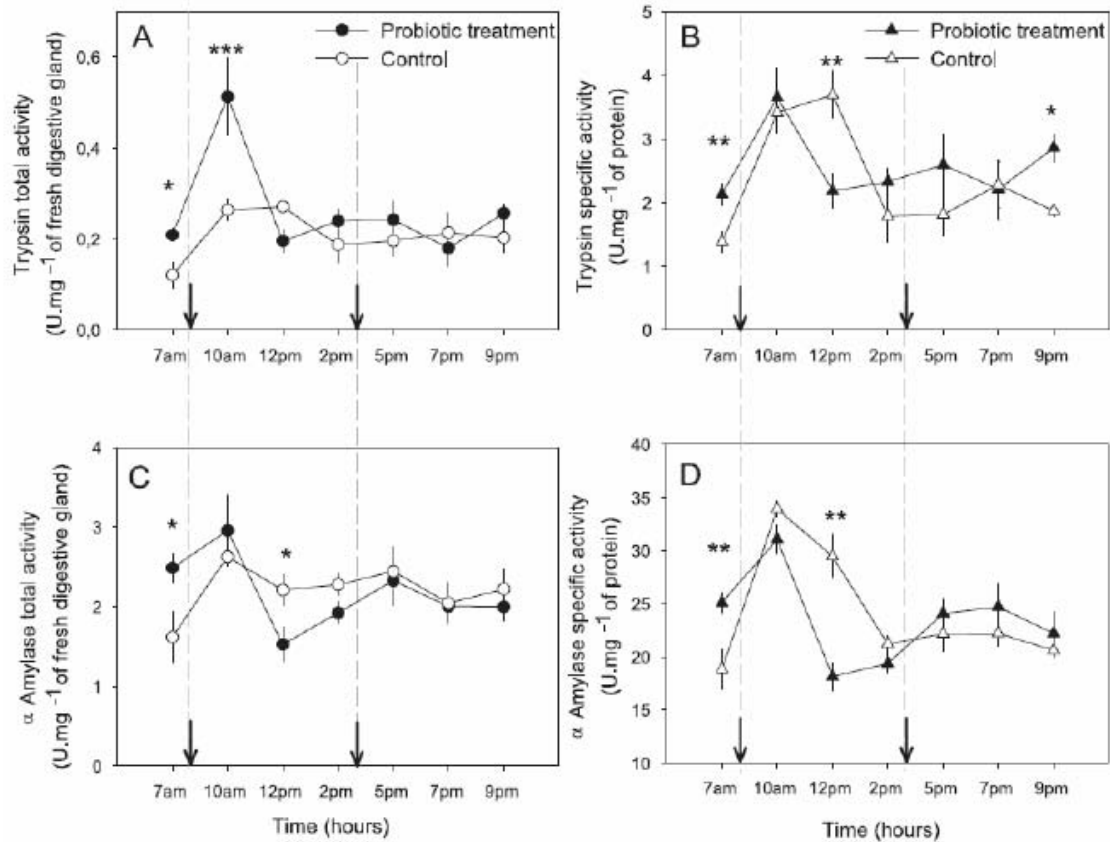 A
Probiotic treatment
Control
Trypsin total activity
(U.mg ⁻¹ of fresh digestive gland)
0,6
0,4
0,2
0,0
***
*
7am 10am 12pm 2pm 5pm 7pm 9pm
B
Probiotic treatment
Control
Trypsin specific activity
(U.mg ⁻¹ of protein)
5
4
3
2
1
0
**
**
*
7am 10am 12pm 2pm 5pm 7pm 9pm
C
α Amylase total activity
(U.mg ⁻¹ of fresh digestive gland)
4
3
2
1
0
*
*
7am 10am 12pm 2pm 5pm 7pm 9pm
Time (hours)
D
α Amylase specific activity
(U.mg ⁻¹ of protein)
40
35
30
25
20
15
10
**
**
7am 10am 12pm 2pm 5pm 7pm 9pm
Time (hours)